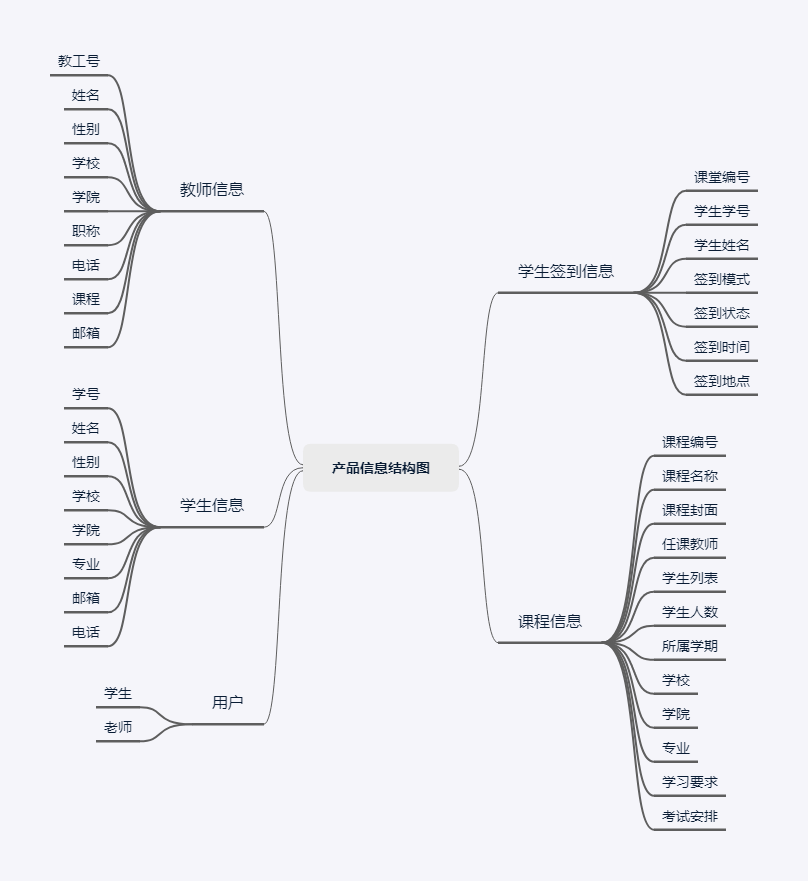 产品信息结构图
教师信息
教工号
姓名
性别
学校
学院
职称
电话
课程
邮箱
学生信息
学号
姓名
性别
学校
学院
专业
邮箱
电话
用户
学生
老师
学生签到信息
课堂编号
学生学号
学生姓名
签到模式
签到状态
签到时间
签到地点
课程信息
课程编号
课程名称
课程封面
任课教师
学生列表
学生人数
所属学期
学校
学院
专业
学习要求
考试安排